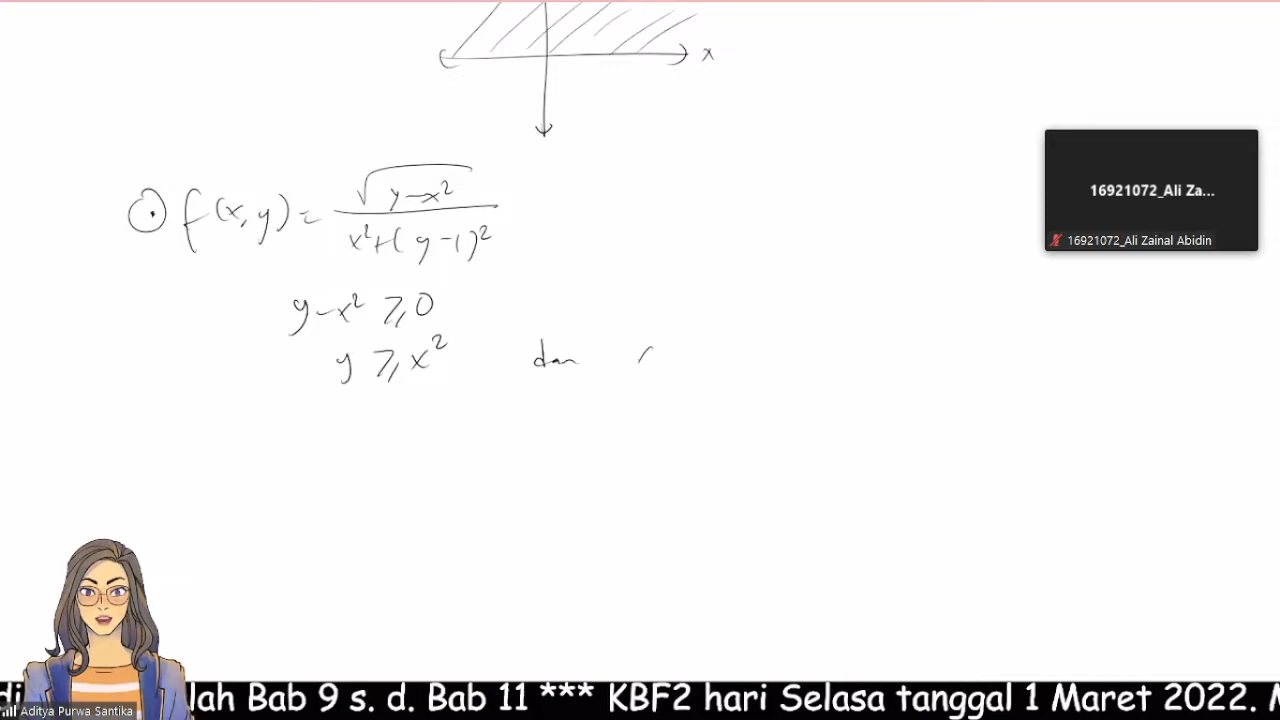 x
f(x, y) = √(y-x²) / x²+(y-1)²
y-x² ≥ 0
y ≥ x² dan (
16921072_Ali Za...
16921072_Ali Zainal Abidin
Aditya Purwa Santika
lah Bab 9 s. d. Bab 11 *** KBF2 hari Selasa tanggal 1 Maret 2022.